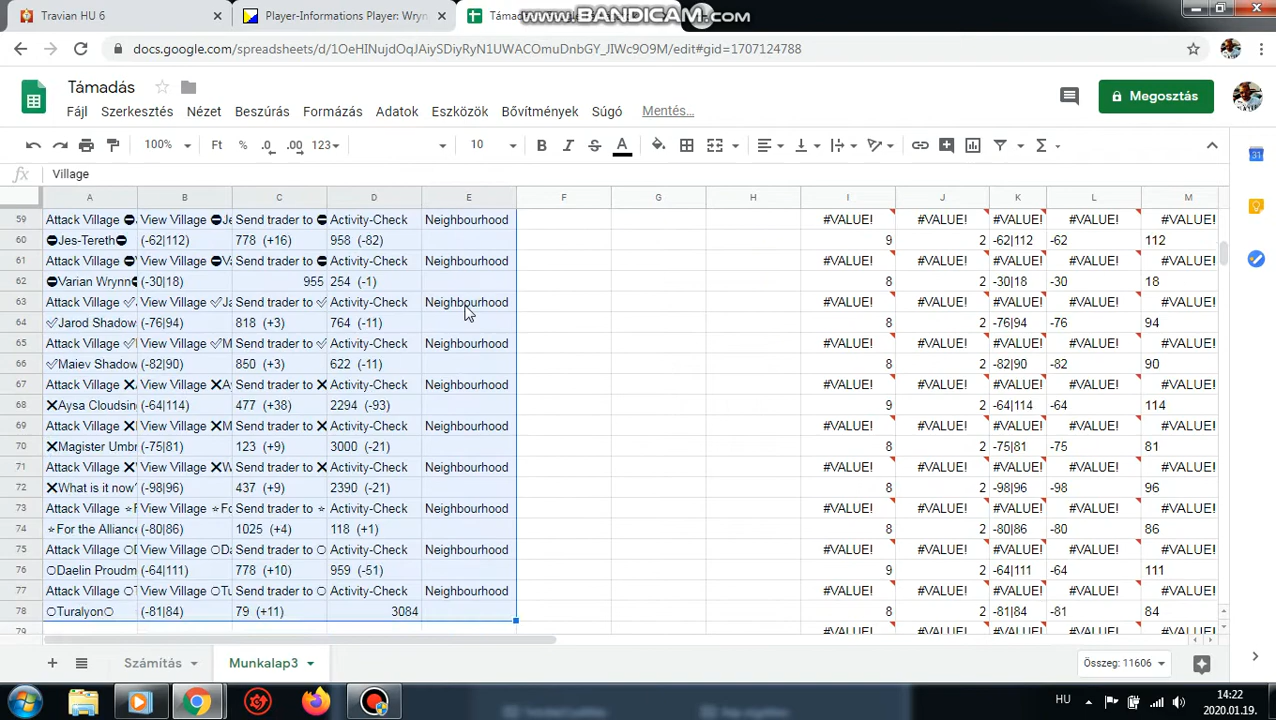 Travian HU 6
Player-Informations Player: Wryn
Táma
www.BANDICAM.com
docs.google.com/spreadsheets/d/1OeHINujdOqJAiySDiyRyN1UWACOmuDnbGY_JIWc9O9M/edit#gid=1707124788
Támadás
Fájl Szerkesztés Nézet Beszúrás Formázás Adatok Eszközök Bővítmények Súgó Mentés…
Megosztás
100% Ft % .0 .00 123 10 B I S A Σ
fx Village
A B C D E F G H I J K L M
59 Attack Village ⛔ View Village ⛔Je Send trader to ⛔ Activity-Check Neighbourhood #VALUE! #VALUE! #VALUE! #VALUE! #VALUE!
60 ⛔Jes-Tereth⛔ (-62|112) 778 (+16) 958 (-82) 9 2 -62|112 -62 112
61 Attack Village ⛔ View Village ⛔Va Send trader to ⛔ Activity-Check Neighbourhood #VALUE! #VALUE! #VALUE! #VALUE! #VALUE!
62 ⛔Varian Wrynn⛔ (-30|18) 955 254 (-1) 8 2 -30|18 -30 18
63 Attack Village ✅Ja View Village ✅Ja Send trader to ✅ Activity-Check Neighbourhood #VALUE! #VALUE! #VALUE! #VALUE! #VALUE!
64 ✅Jarod Shadow (-76|94) 818 (+3) 764 (-11) 8 2 -76|94 -76 94
65 Attack Village ✅ View Village ✅M Send trader to ✅ Activity-Check Neighbourhood #VALUE! #VALUE! #VALUE! #VALUE! #VALUE!
66 ✅Maiev Shadow (-82|90) 850 (+3) 622 (-11) 8 2 -82|90 -82 90
67 Attack Village ❌A View Village ❌A Send trader to ❌ Activity-Check Neighbourhood #VALUE! #VALUE! #VALUE! #VALUE! #VALUE!
68 ❌Aysa Cloudsin (-64|114) 477 (+38) 2294 (-93) 9 2 -64|114 -64 114
69 Attack Village ❌M View Village ❌M Send trader to ❌ Activity-Check Neighbourhood #VALUE! #VALUE! #VALUE! #VALUE! #VALUE!
70 ❌Magister Umbr (-75|81) 123 (+9) 3000 (-21) 8 2 -75|81 -75 81
71 Attack Village ❌ View Village ❌W Send trader to ❌ Activity-Check Neighbourhood #VALUE! #VALUE! #VALUE! #VALUE! #VALUE!
72 ❌What is it now' (-98|96) 437 (+9) 2390 (-21) 8 2 -98|96 -98 96
73 Attack Village ⭐F View Village ⭐Fo Send trader to ⭐ Activity-Check Neighbourhood #VALUE! #VALUE! #VALUE! #VALUE! #VALUE!
74 ⭐For the Alliance (-80|86) 1025 (+4) 118 (+1) 8 2 -80|86 -80 86
75 Attack Village ⭕D View Village ⭕Da Send trader to ⭕ Activity-Check Neighbourhood #VALUE! #VALUE! #VALUE! #VALUE! #VALUE!
76 ⭕Daelin Proudm (-64|111) 778 (+10) 959 (-51) 9 2 -64|111 -64 111
77 Attack Village ⭕T View Village ⭕Tu Send trader to ⭕ Activity-Check Neighbourhood #VALUE! #VALUE! #VALUE! #VALUE! #VALUE!
78 ⭕Turalyon⭕ (-81|84) 79 (+11) 3084 8 2 -81|84 -81 84
79 #VALUE! #VALUE! #VALUE! #VALUE! #VALUE!
Számítás Munkalap3 Összeg: 11606
HU 14:22
2020.01.19.